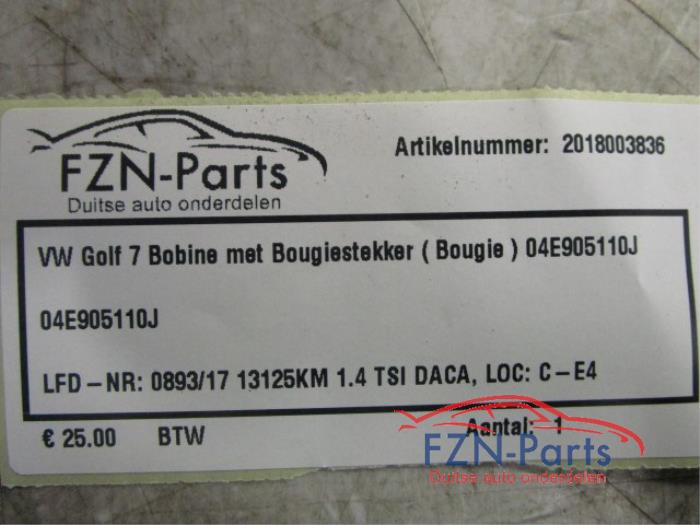 FZN-Parts
Duitse auto onderdelen
Artikelnummer: 2018003836
VW Golf 7 Bobine met Bougiestekker ( Bougie ) 04E905110J
04E905110J
LFD-NR: 0893/17 13125KM 1.4 TSI DACA, LOC: C-E4
€ 25.00 BTW Aantal: 1
FZN-Parts
Duitse auto onderdelen